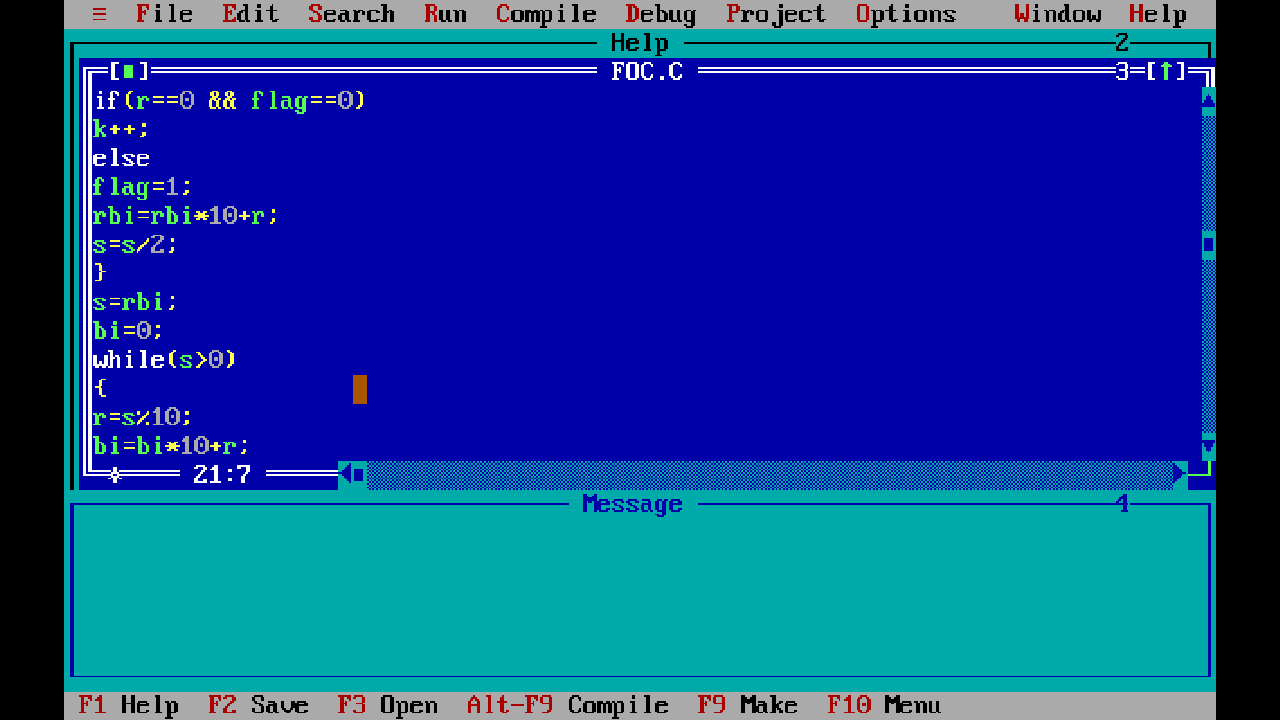 ≡ File Edit Search Run Compile Debug Project Options Window Help
Help 2
[■] FOC.C 3=[↑]
if(r==0 && flag==0)
k++;
else
flag=1;
rbi=rbi*10+r;
s=s/2;
}
s=rbi;
bi=0;
while(s>0)
{
r=s%10;
bi=bi*10+r;
21:7
Message 4
F1 Help F2 Save F3 Open Alt-F9 Compile F9 Make F10 Menu